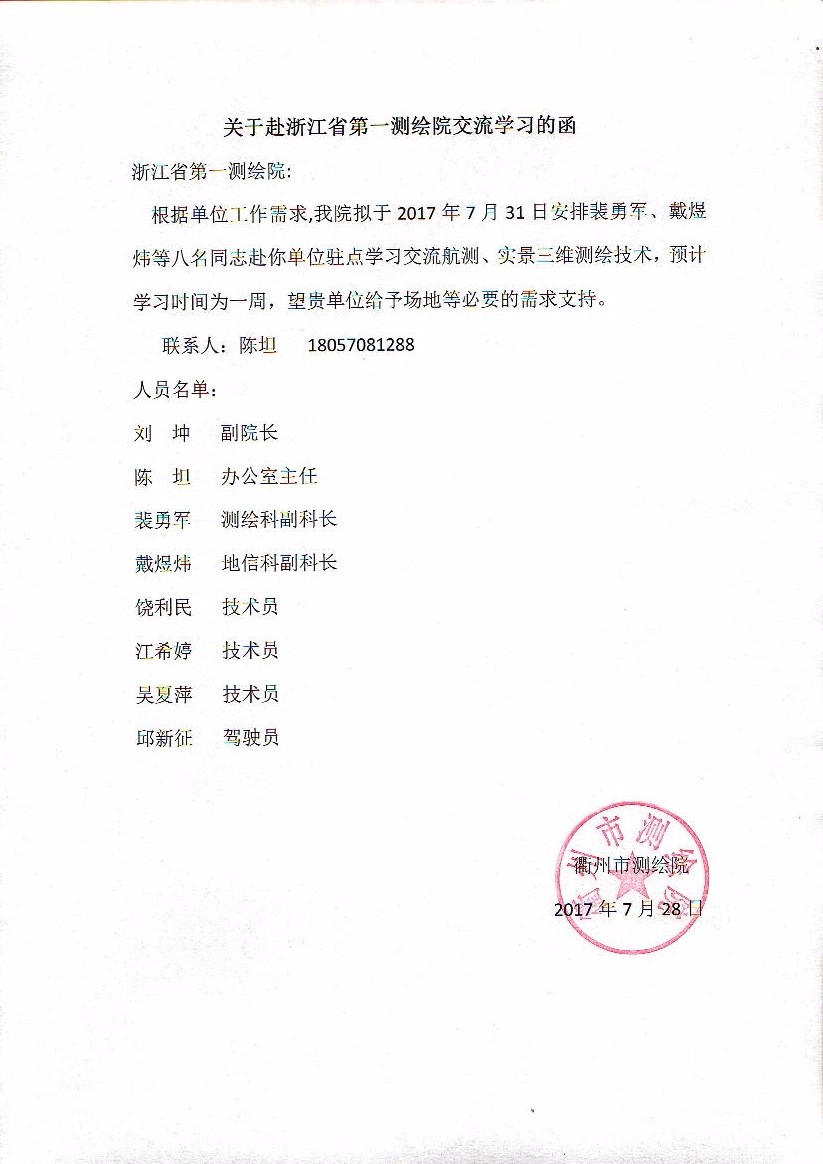 关于赴浙江省第一测绘院交流学习的函
浙江省第一测绘院:
根据单位工作需求,我院拟于 2017 年 7 月 31 日安排裴勇军、戴煜
炜等八名同志赴你单位驻点学习交流航测、实景三维测绘技术，预计
学习时间为一周，望贵单位给予场地等必要的需求支持。
联系人：陈坦 18057081288
人员名单：
刘 坤 副院长
陈 坦 办公室主任
裴勇军 测绘科副科长
戴煜炜 地信科副科长
饶利民 技术员
江希婷 技术员
吴夏萍 技术员
邱新征 驾驶员
衢州市测绘院
衢州市测绘院
2017 年 7 月 28 日